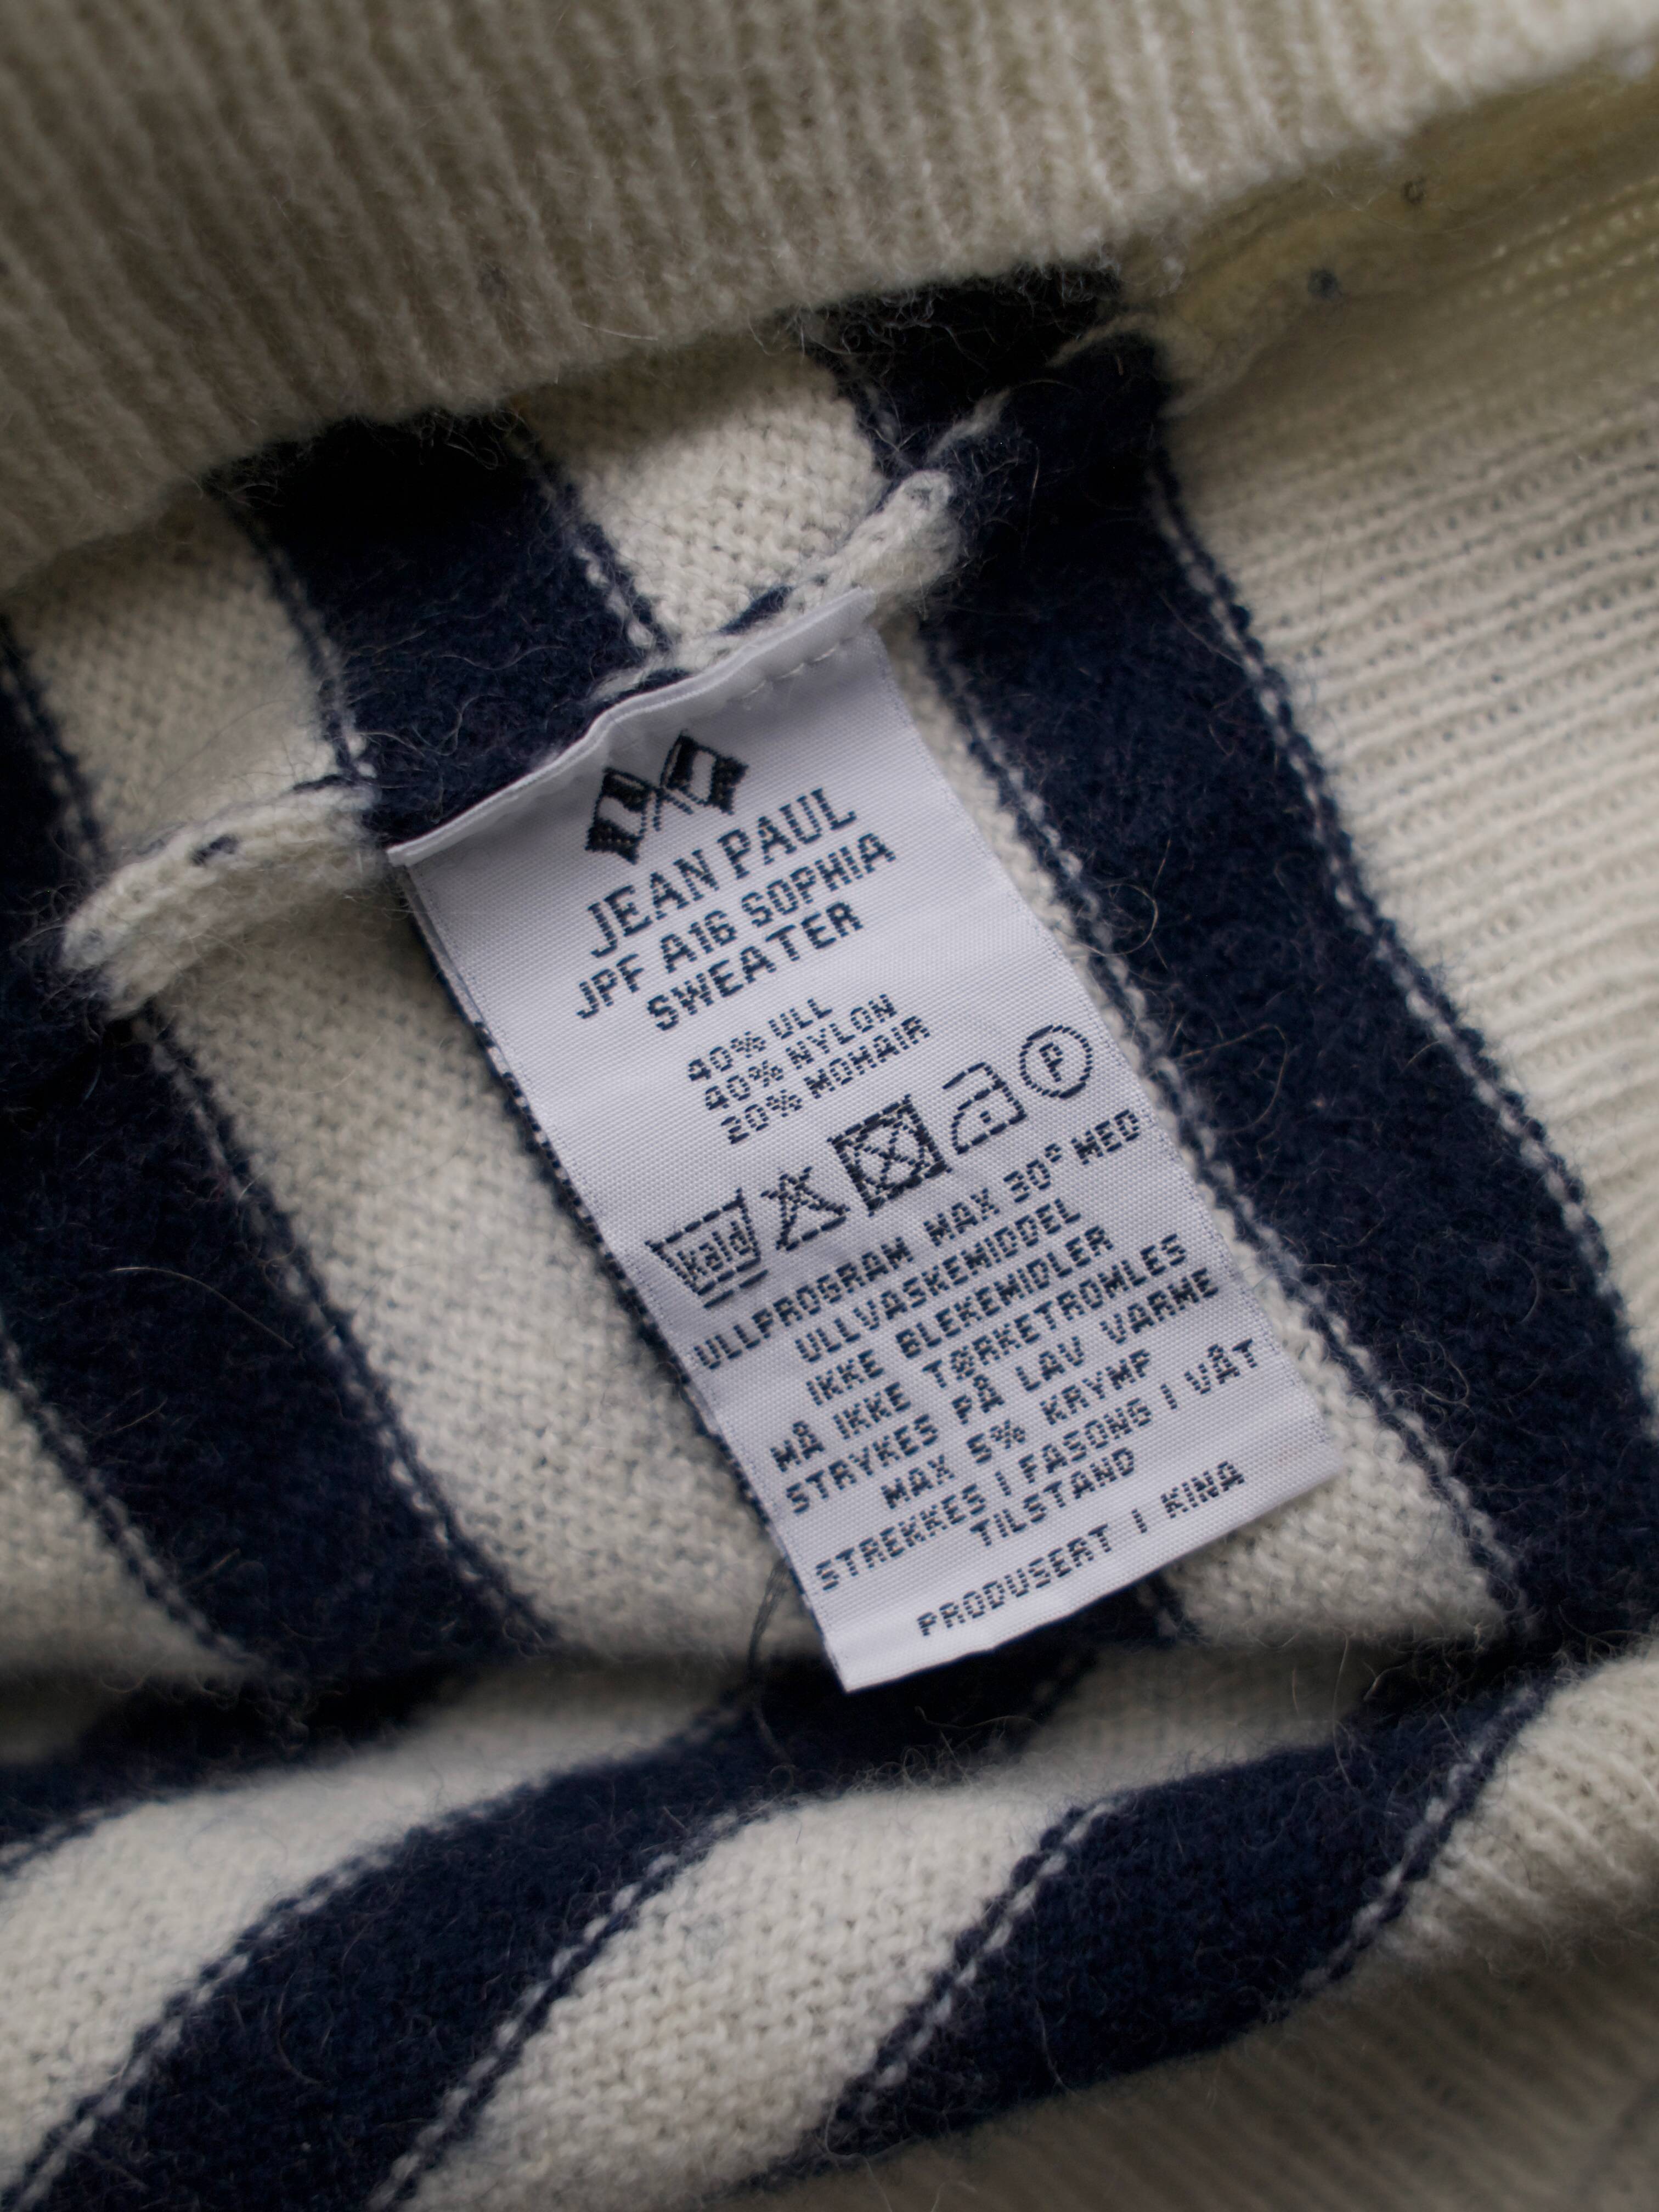 JEAN PAUL
JPF A16 SOPHIA
SWEATER
40% ULL
40% NYLON
20% MOHAIR
kald
P
ULLPROGRAM MAX 30° MED
ULLVASKEMIDDEL
IKKE BLEKEMIDLER
MÅ IKKE TØRKETROMLES
STRYKES PÅ LAV VARME
MAX 5% KRYMP
STREKKES I FASONG I VÅT
TILSTAND
PRODUSERT I KINA